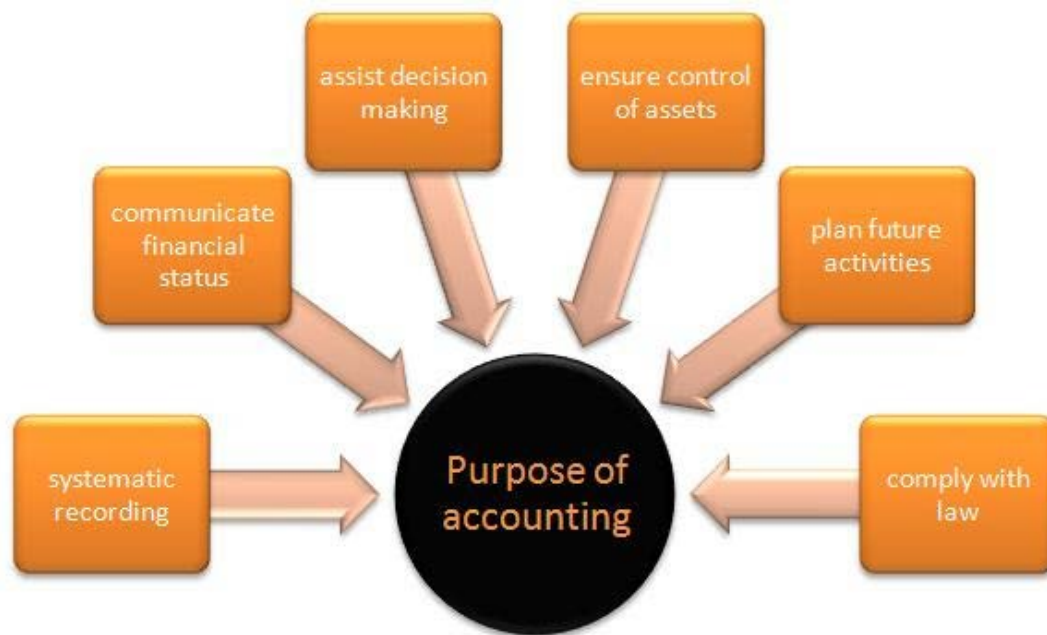 assist decision
making
ensure control
of assets
communicate
financial
status
plan future
activities
systematic
recording
Purpose of
accounting
comply with
law